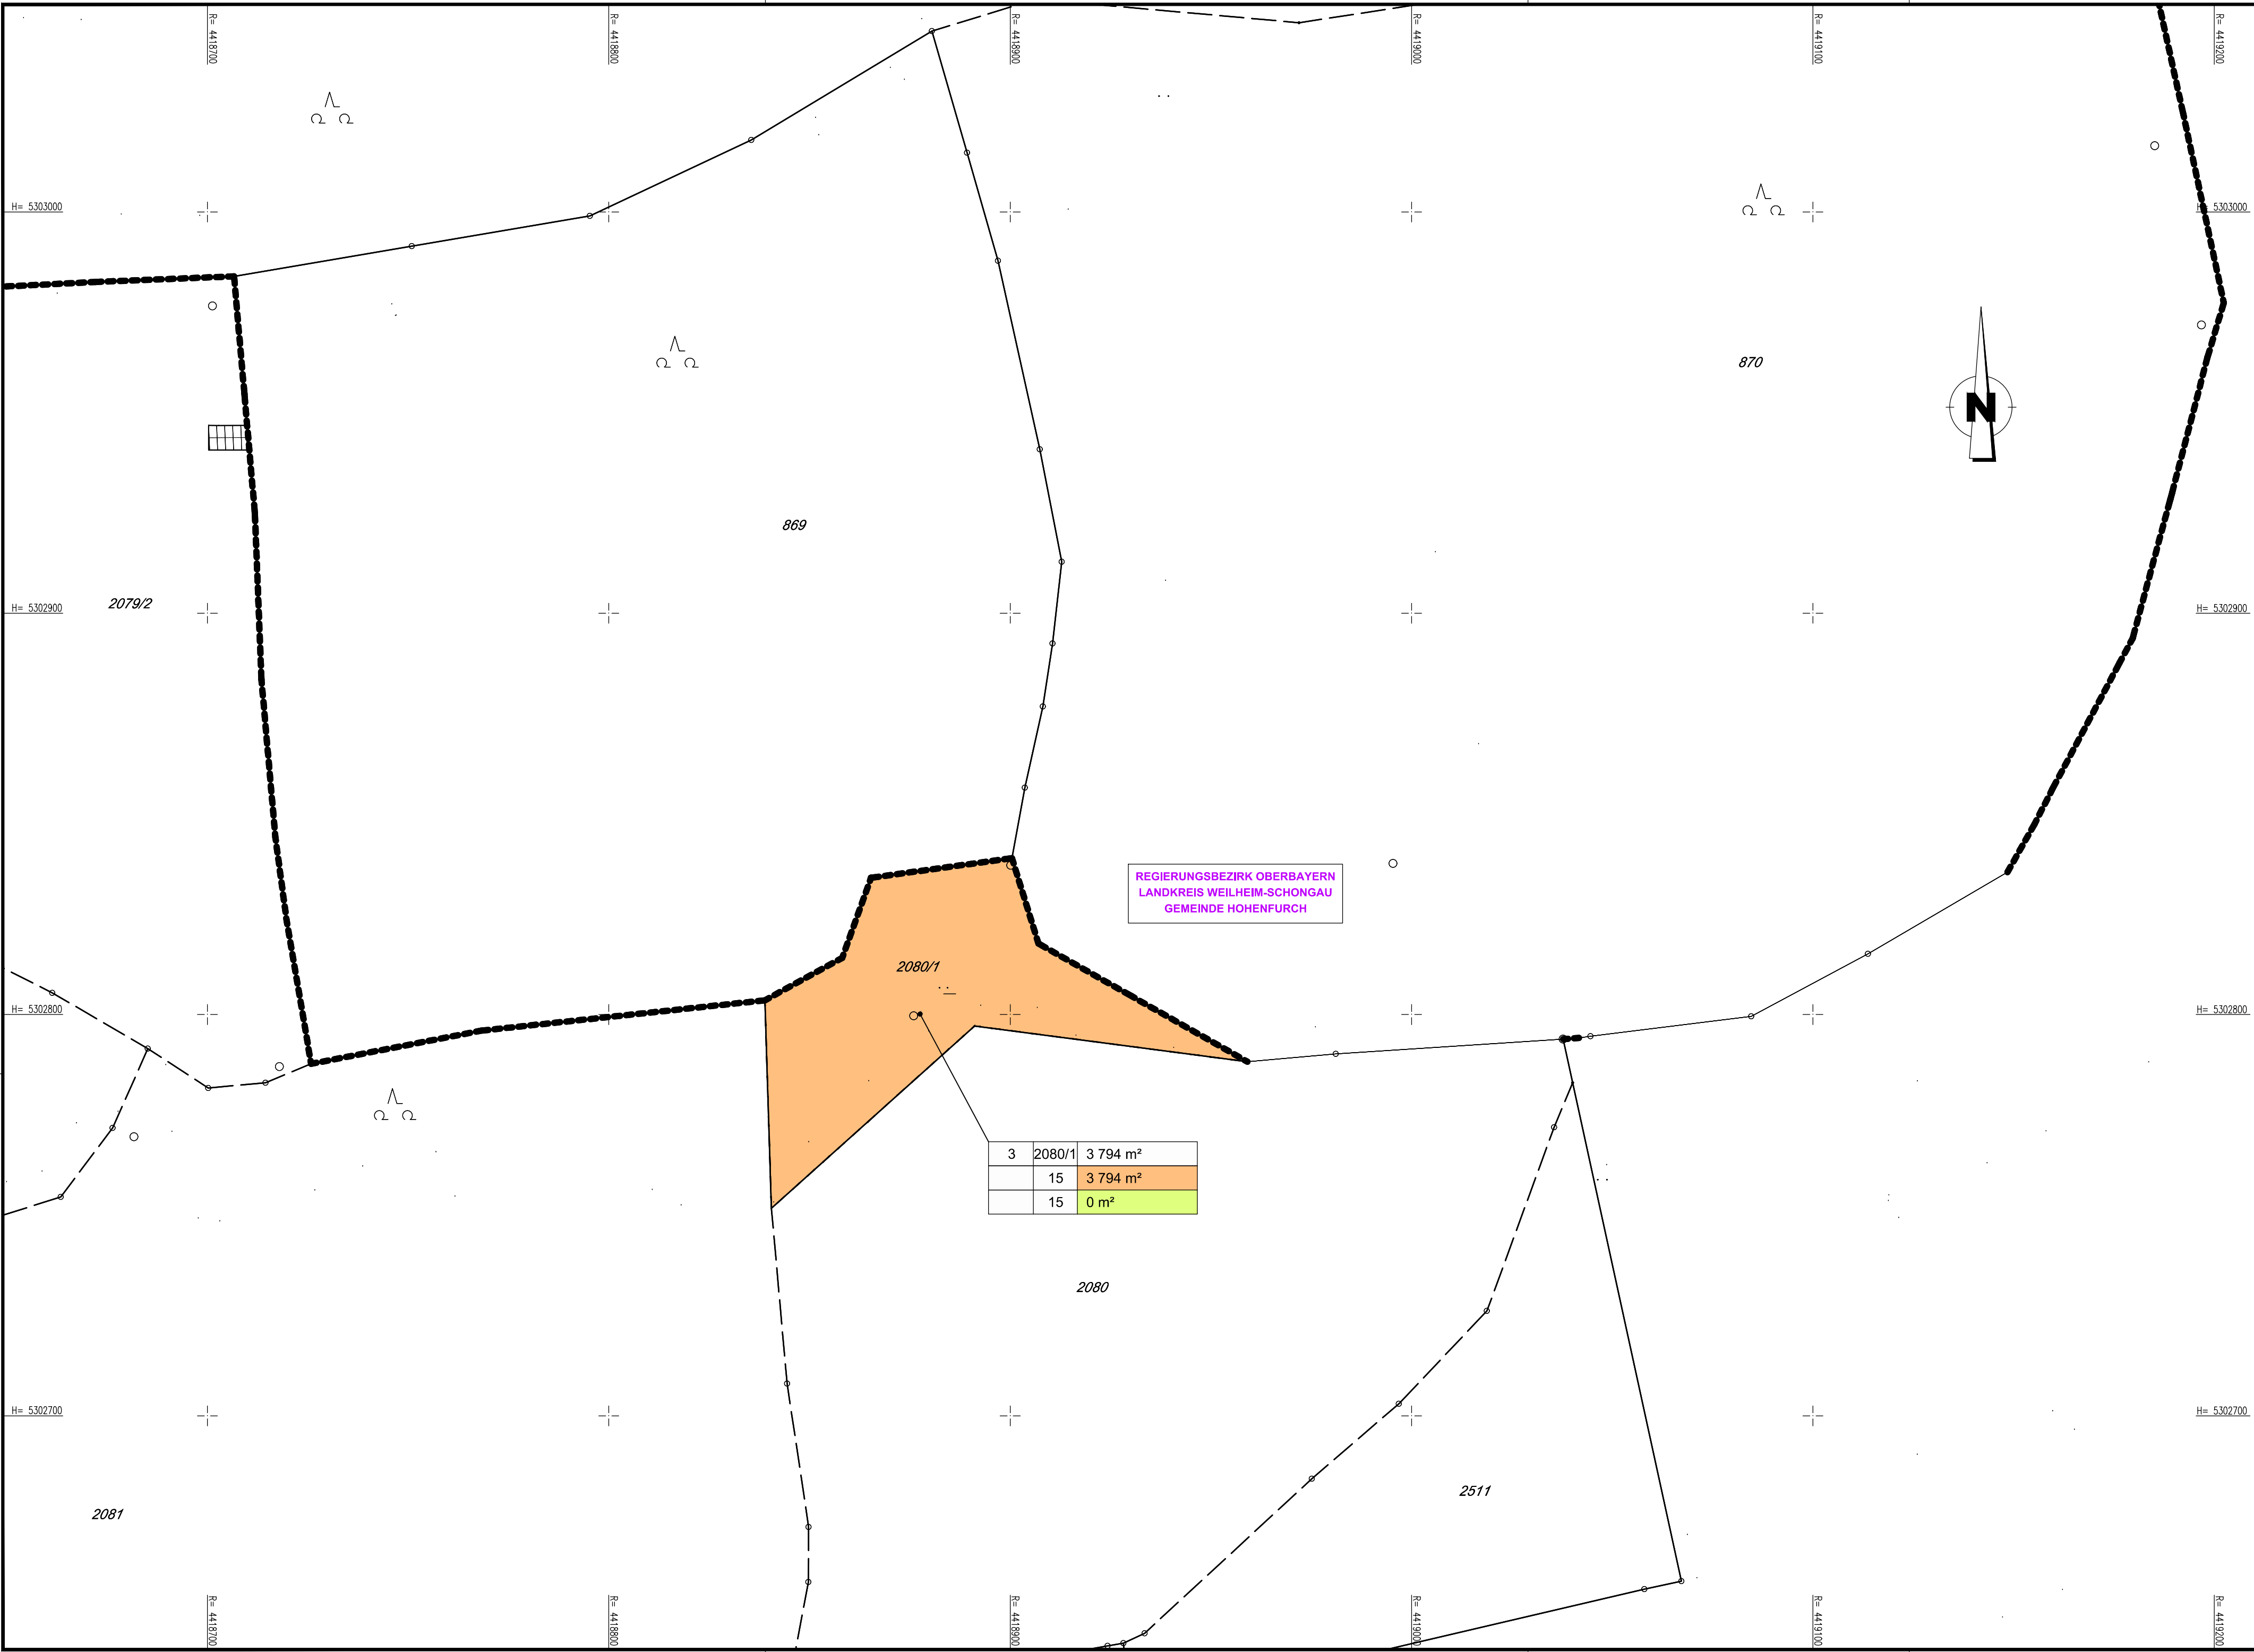 R= 4418700
R= 4418800
R= 4418900
R= 4419000
R= 4419100
R= 4419200
H= 5303000
H= 5303000
870
N
869
2079/2
H= 5302900
H= 5302900
REGIERUNGSBEZIRK OBERBAYERN
LANDKREIS WEILHEIM-SCHONGAU
GEMEINDE HOHENFURCH
2080/1
H= 5302800
H= 5302800
3 2080/1 3 794 m²
15 3 794 m²
15 0 m²
2080
H= 5302700
H= 5302700
2511
2081
R= 4418700
R= 4418800
R= 4418900
R= 4419000
R= 4419100
R= 4419200